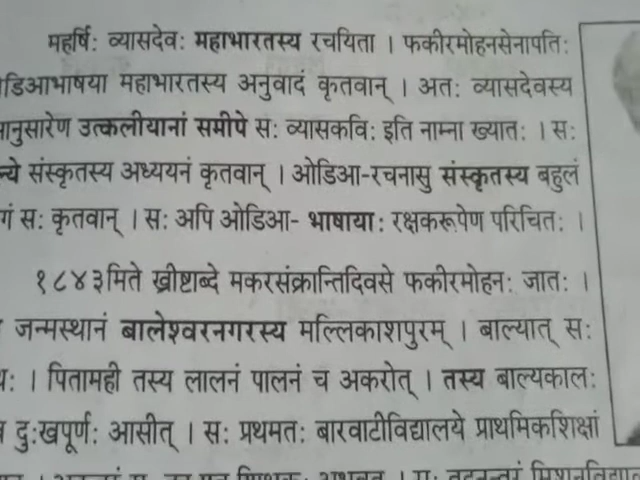 महर्षिः व्यासदेवः महाभारतस्य रचयिता । फकीरमोहनसेनापतिः
डिआभाषया महाभारतस्य अनुवादं कृतवान् । अतः व्यासदेवस्य
ानुसारेण उत्कलीयानां समीपे सः व्यासकविः इति नाम्ना ख्यातः । सः
न्ये संस्कृतस्य अध्ययनं कृतवान् । ओडिआ-रचनासु संस्कृतस्य बहुलं
गं सः कृतवान् । सः अपि ओडिआ- भाषायाः रक्षकरूपेण परिचितः ।
१८४३मिते ख्रीष्टाब्दे मकरसंक्रान्तिदिवसे फकीरमोहनः जातः ।
जन्मस्थानं बालेश्वरनगरस्य मल्लिकाशपुरम् । बाल्यात् सः
। पितामही तस्य लालनं पालनं च अकरोत् । तस्य बाल्यकालः
दुःखपूर्णः आसीत् । सः प्रथमतः बारवाटीविद्यालये प्राथमिकशिक्षां